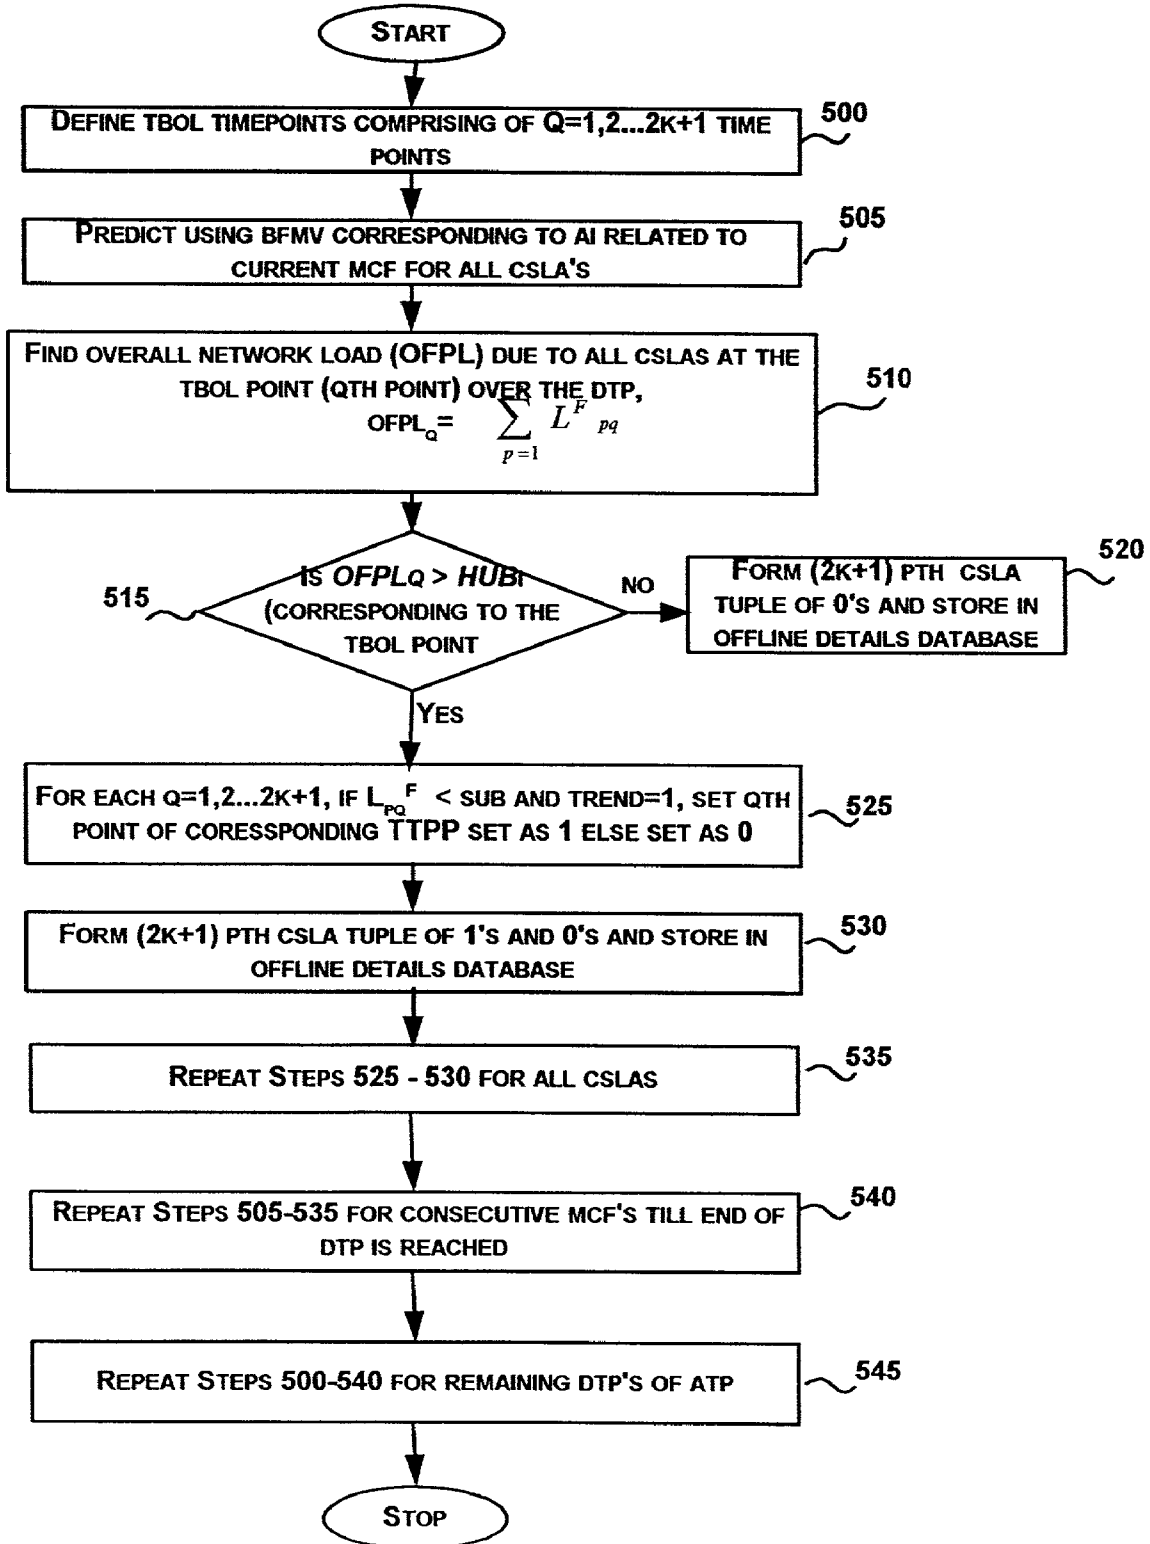 START
DEFINE TBOL TIMEPOINTS COMPRISING OF Q=1,2...2K+1 TIME
POINTS
500
PREDICT USING BFMV CORRESPONDING TO AI RELATED TO
CURRENT MCF FOR ALL CSLA'S
505
FIND OVERALL NETWORK LOAD (OFPL) DUE TO ALL CSLAS AT THE
TBOL POINT (QTH POINT) OVER THE DTP,
OFPL_Q= ∑_{p=1} L^F_{pq}
510
IS OFPLQ > HUBI
(CORRESPONDING TO THE
TBOL POINT
515
NO
FORM (2K+1) PTH CSLA
TUPLE OF 0'S AND STORE IN
OFFLINE DETAILS DATABASE
520
YES
FOR EACH Q=1,2...2K+1, IF L_PQ^F < SUB AND TREND=1, SET QTH
POINT OF CORESSPONDING TTPP SET AS 1 ELSE SET AS 0
525
FORM (2K+1) PTH CSLA TUPLE OF 1'S AND 0'S AND STORE IN
OFFLINE DETAILS DATABASE
530
REPEAT STEPS 525 - 530 FOR ALL CSLAS
535
REPEAT STEPS 505-535 FOR CONSECUTIVE MCF'S TILL END OF
DTP IS REACHED
540
REPEAT STEPS 500-540 FOR REMAINING DTP'S OF ATP
545
STOP